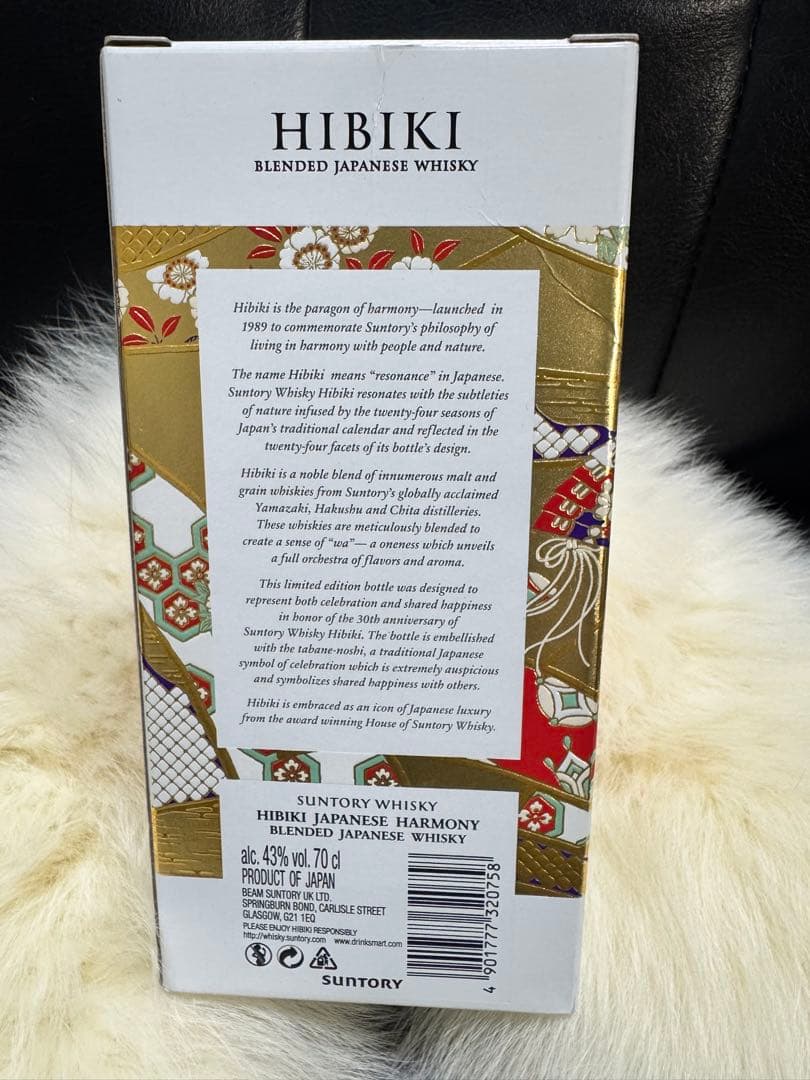 HIBIKI
BLENDED JAPANESE WHISKY
Hibiki is the paragon of harmony—launched in
1989 to commemorate Suntory's philosophy of
living in harmony with people and nature.
The name Hibiki means “resonance” in Japanese.
Suntory Whisky Hibiki resonates with the subtleties
of nature infused by the twenty-four seasons of
Japan's traditional calendar and reflected in the
twenty-four facets of its bottle's design.
Hibiki is a noble blend of innumerous malt and
grain whiskies from Suntory's globally acclaimed
Yamazaki, Hakushu and Chita distilleries.
These whiskies are meticulously blended to
create a sense of “wa”— a oneness which unveils
a full orchestra of flavors and aroma.
This limited edition bottle was designed to
represent both celebration and shared happiness
in honor of the 30th anniversary of
Suntory Whisky Hibiki. The bottle is embellished
with the tabane-noshi, a traditional Japanese
symbol of celebration which is extremely auspicious
and symbolizes shared happiness with others.
Hibiki is embraced as an icon of Japanese luxury
from the award winning House of Suntory Whisky.
SUNTORY WHISKY
HIBIKI JAPANESE HARMONY
BLENDED JAPANESE WHISKY
alc. 43% vol. 70 cl
PRODUCT OF JAPAN
BEAM SUNTORY UK LTD.
SPRINGBURN BOND, CARLISLE STREET
GLASGOW, G21 1EQ
PLEASE ENJOY HIBIKI RESPONSIBLY
http://whisky.suntory.com www.drinksmart.com
SUNTORY
4 901777 320758